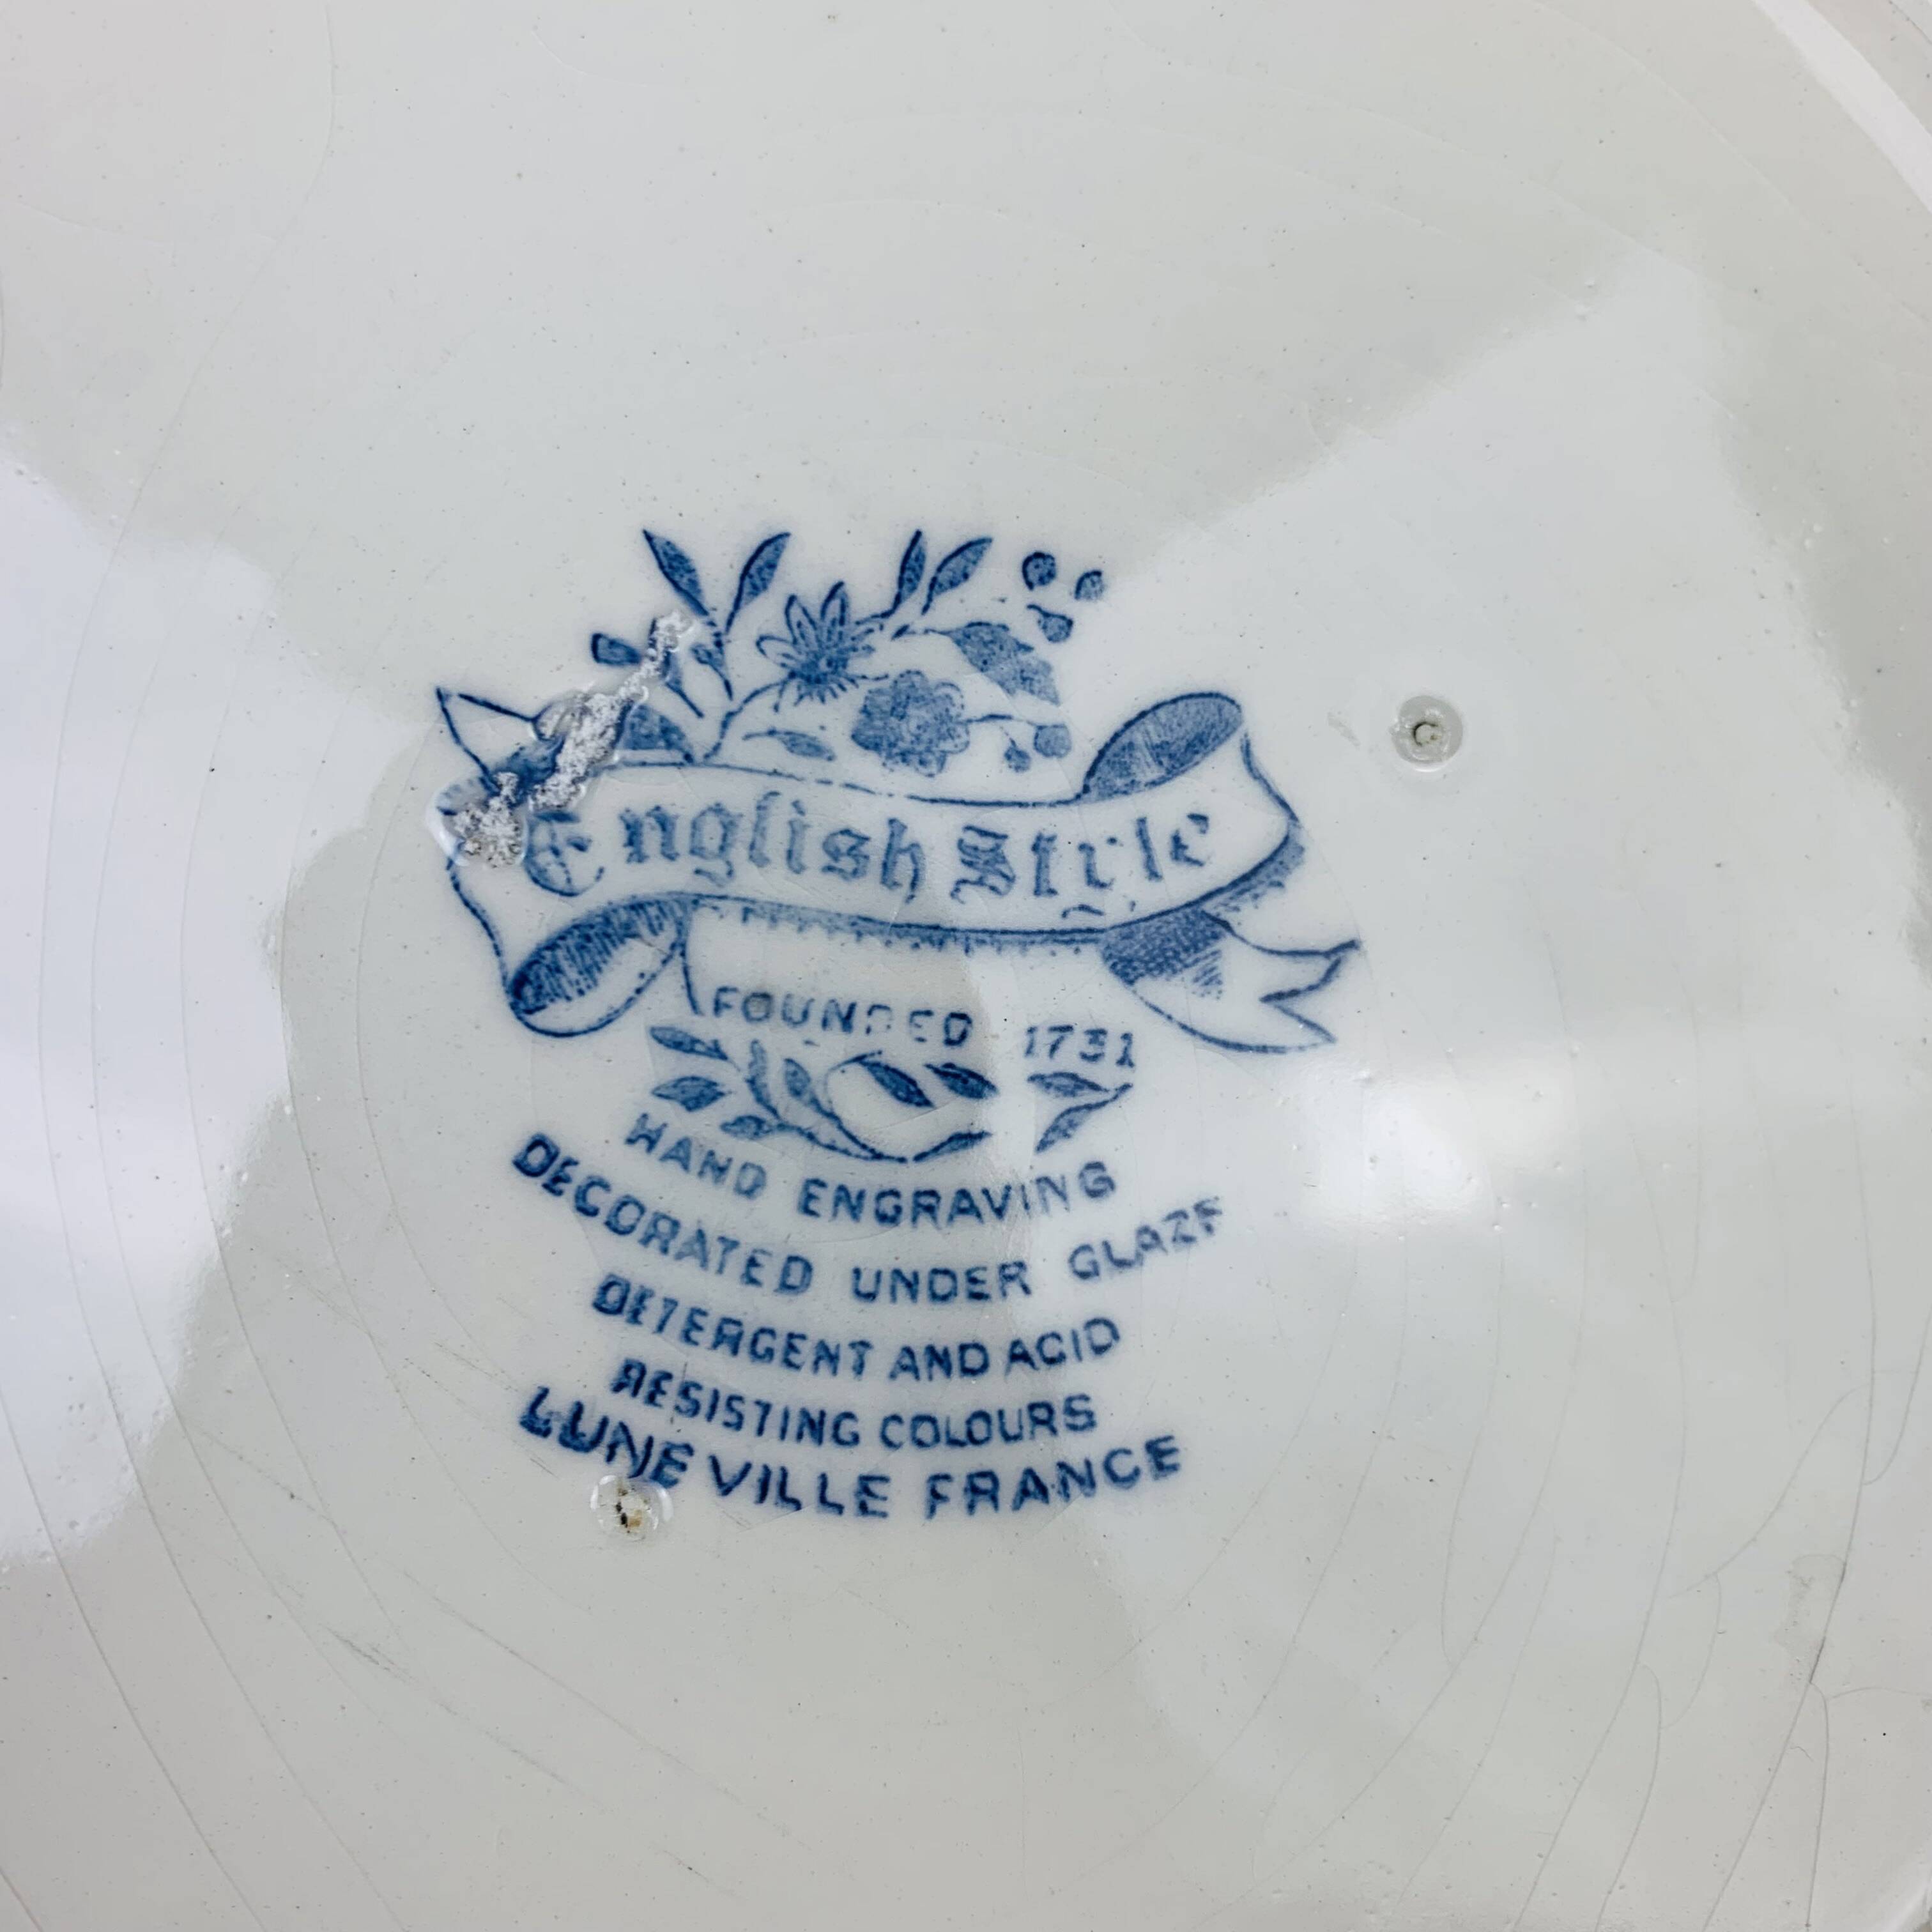 English Style
FOUNDED 1731
HAND ENGRAVING
DECORATED UNDER GLAZE
DETERGENT AND ACID
RESISTING COLOURS
LUNEVILLE FRANCE